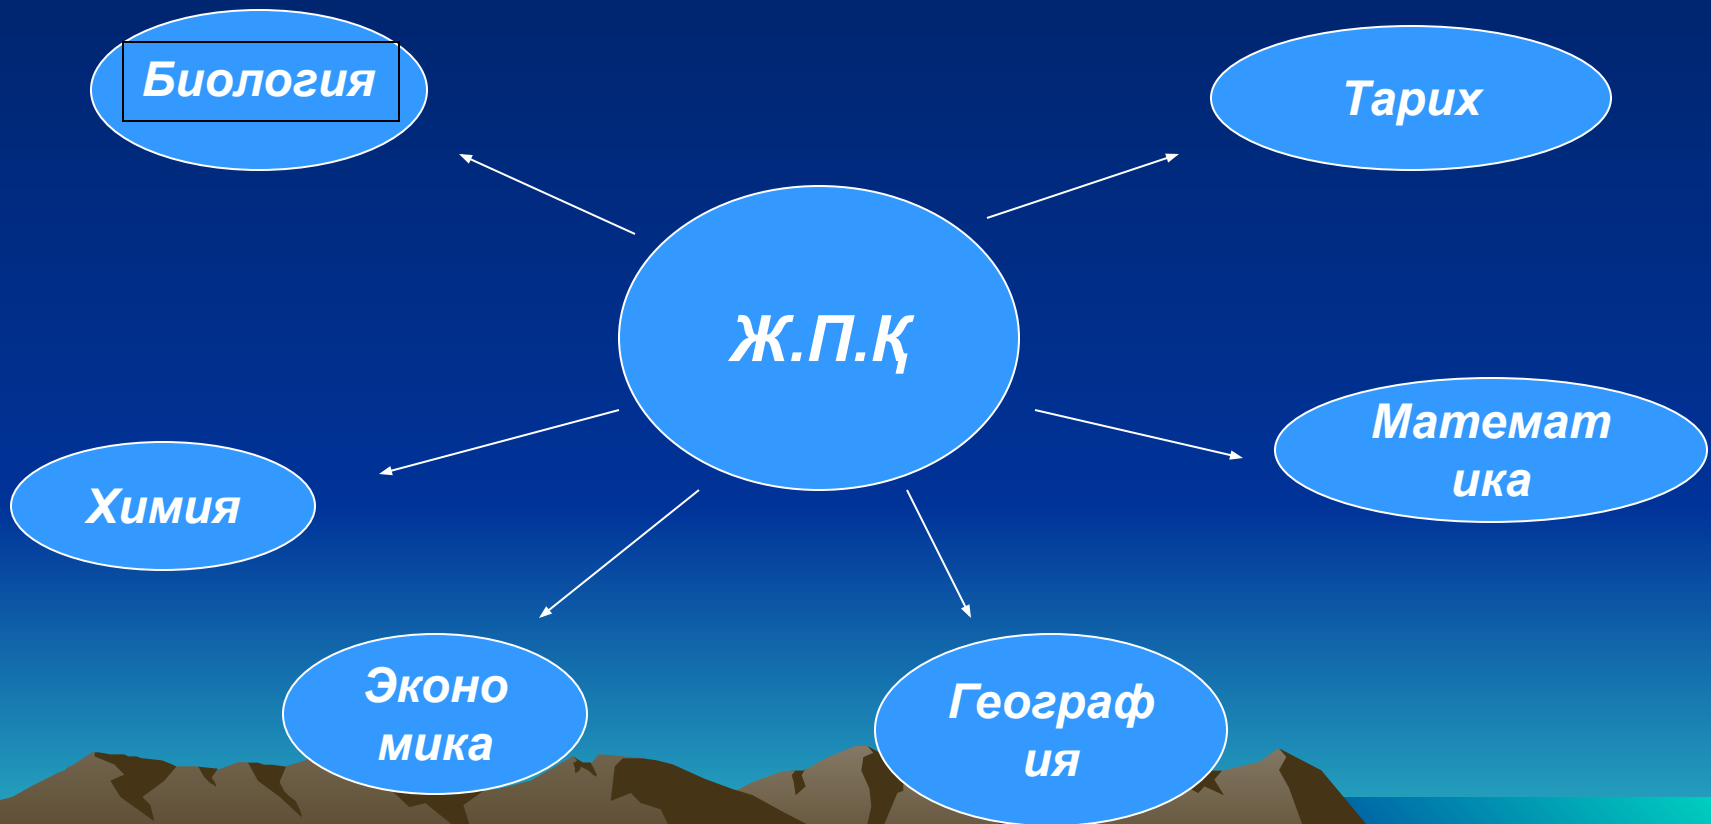 Биология
Тарих
Ж.П.Қ
Математ
ика
Химия
Эконо
мика
Географ
ия